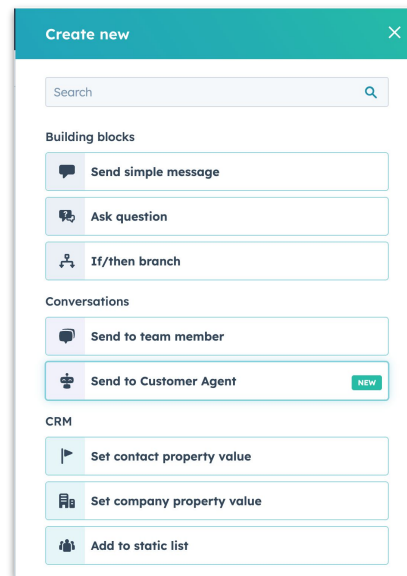 Create new
Search
Building blocks
Send simple message
Ask question
If/then branch
Conversations
Send to team member
Send to Customer Agent NEW
CRM
Set contact property value
Set company property value
Add to static list